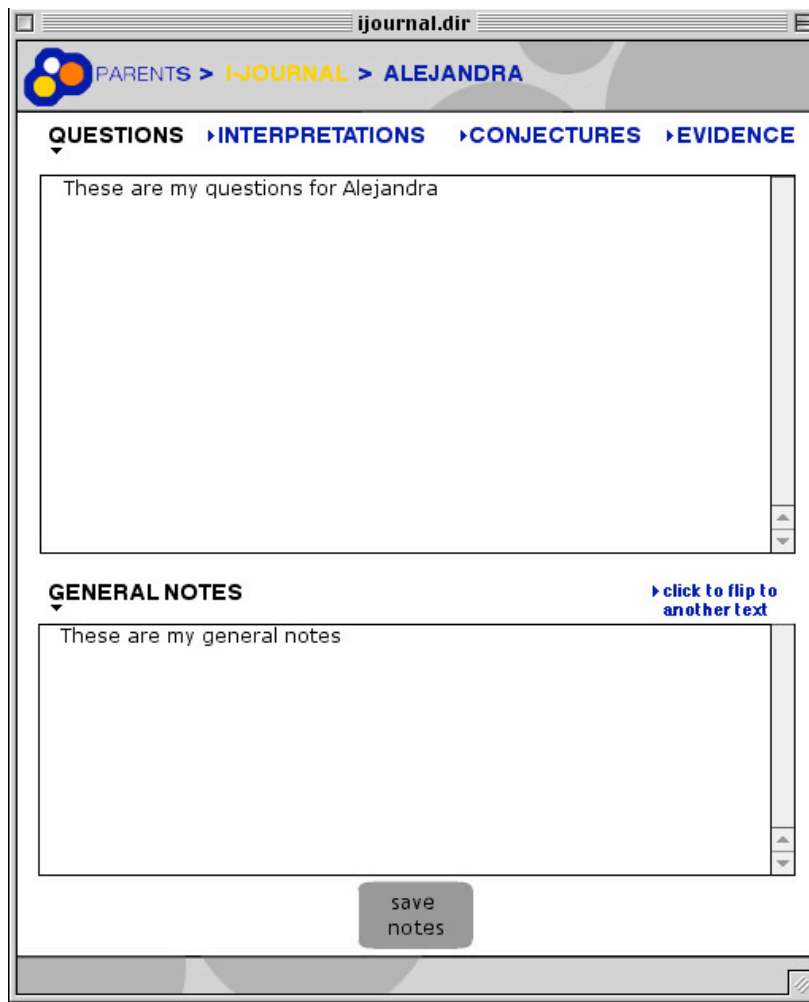 ijournal.dir
PARENTS > I-JOURNAL > ALEJANDRA
QUESTIONS INTERPRETATIONS CONJECTURES EVIDENCE
These are my questions for Alejandra
GENERAL NOTES
click to flip to
another text
These are my general notes
save
notes